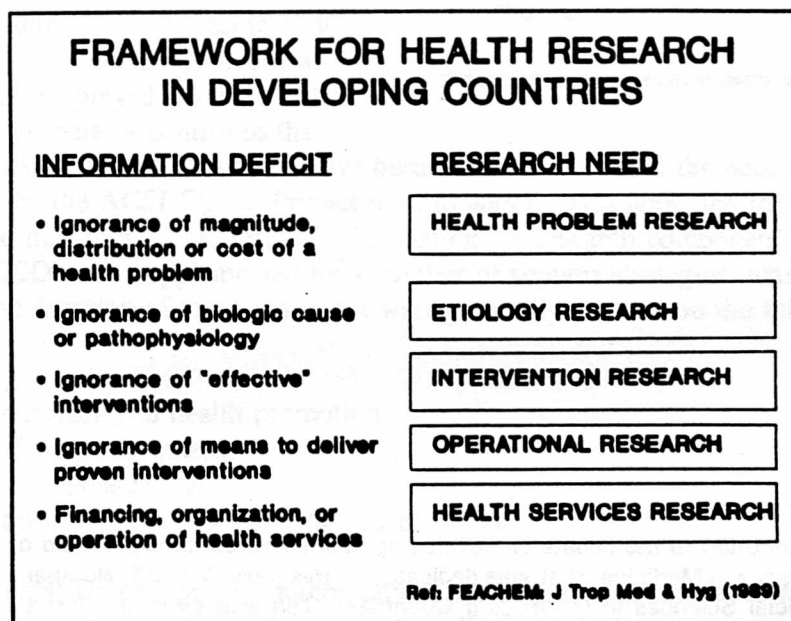 FRAMEWORK FOR HEALTH RESEARCH
IN DEVELOPING COUNTRIES
INFORMATION DEFICIT
RESEARCH NEED
• Ignorance of magnitude,
distribution or cost of a
health problem
HEALTH PROBLEM RESEARCH
• Ignorance of biologic cause
or pathophysiology
ETIOLOGY RESEARCH
• Ignorance of "effective"
interventions
INTERVENTION RESEARCH
• Ignorance of means to deliver
proven interventions
OPERATIONAL RESEARCH
• Financing, organization, or
operation of health services
HEALTH SERVICES RESEARCH
Ref: FEACHEM: J Trop Med & Hyg (1989)